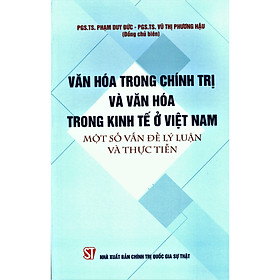 PGS.TS. PHẠM DUY ĐỨC - PGS.TS. VŨ THỊ PHƯƠNG HẬU
(Đồng chủ biên)
VĂN HÓA TRONG CHÍNH TRỊ
VÀ VĂN HÓA
TRONG KINH TẾ Ở VIỆT NAM
MỘT SỐ VẤN ĐỀ LÝ LUẬN
VÀ THỰC TIỄN
ST
NHÀ XUẤT BẢN CHÍNH TRỊ QUỐC GIA SỰ THẬT